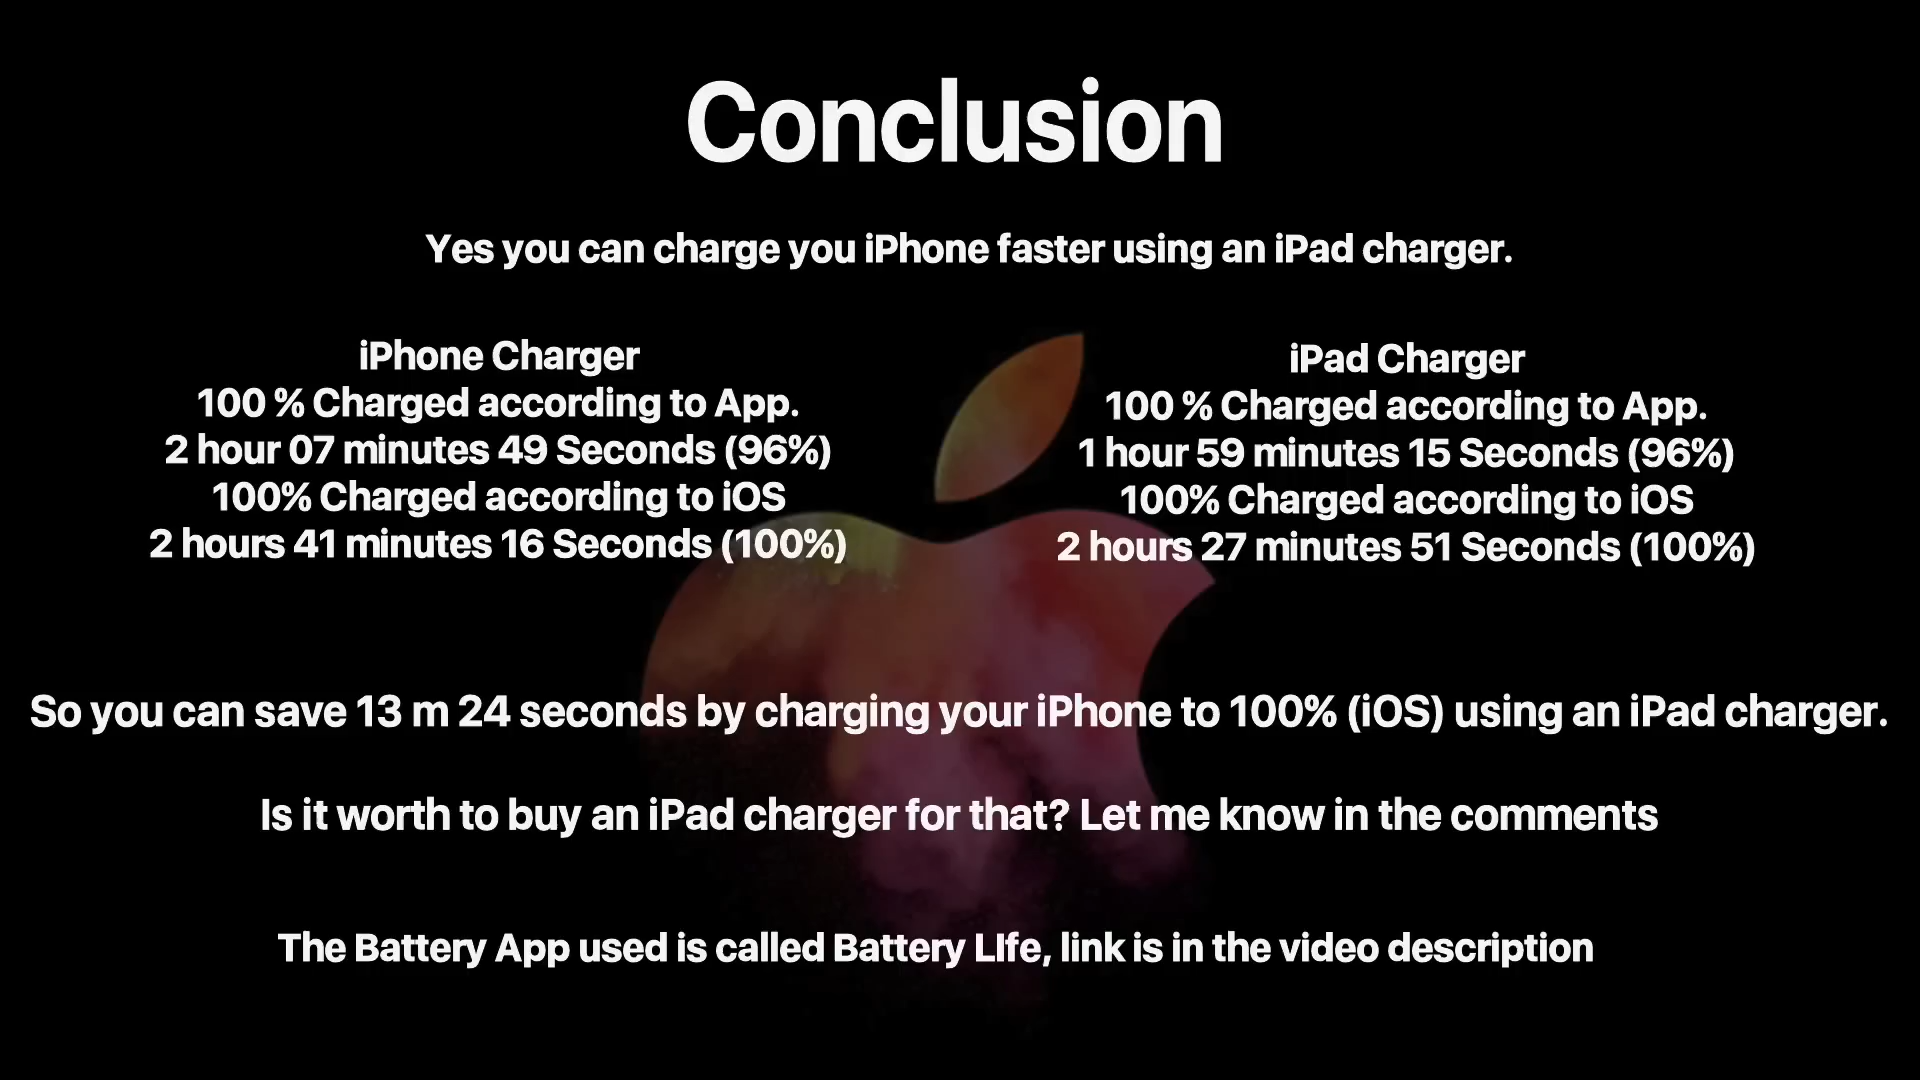 Conclusion
Yes you can charge you iPhone faster using an iPad charger.
iPhone Charger
100 % Charged according to App.
2 hour 07 minutes 49 Seconds (96%)
100% Charged according to iOS
2 hours 41 minutes 16 Seconds (100%)
iPad Charger
100 % Charged according to App.
1 hour 59 minutes 15 Seconds (96%)
100% Charged according to iOS
2 hours 27 minutes 51 Seconds (100%)
So you can save 13 m 24 seconds by charging your iPhone to 100% (iOS) using an iPad charger.
Is it worth to buy an iPad charger for that? Let me know in the comments
The Battery App used is called Battery LIfe, link is in the video description